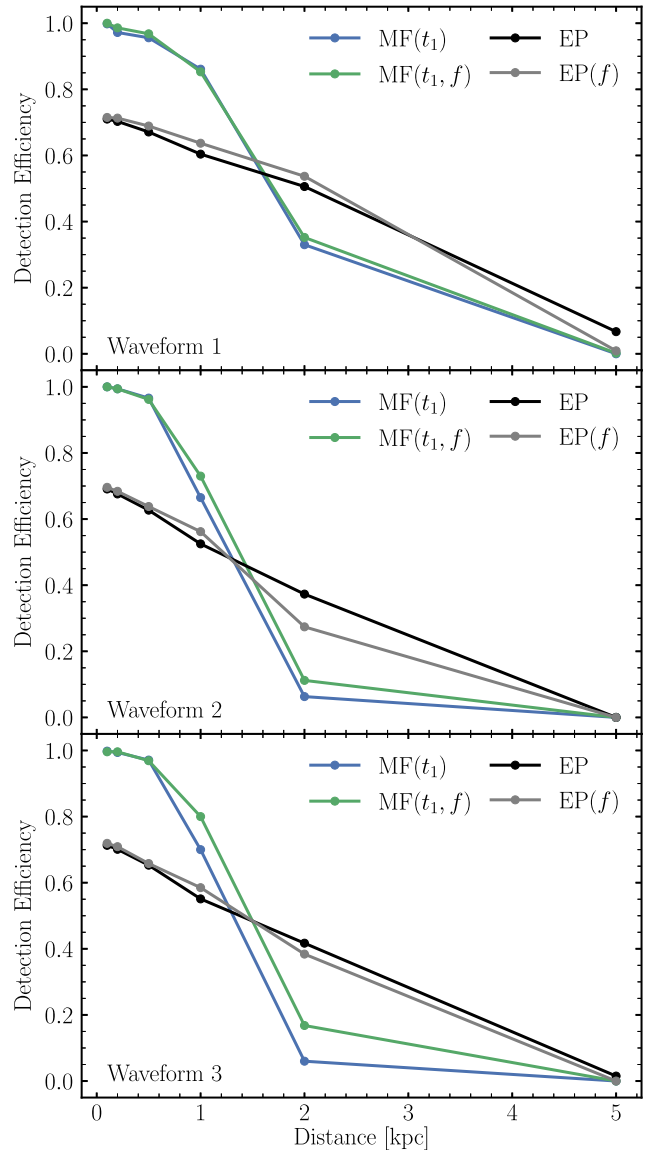 1.0
0.8
0.6
0.4
0.2
0.0
Detection Efficiency
MF(t₁)
MF(t₁, f)
EP
EP(f)
Waveform 1
1.0
0.8
0.6
0.4
0.2
0.0
Detection Efficiency
MF(t₁)
MF(t₁, f)
EP
EP(f)
Waveform 2
1.0
0.8
0.6
0.4
0.2
0.0
Detection Efficiency
MF(t₁)
MF(t₁, f)
EP
EP(f)
Waveform 3
0 1 2 3 4 5
Distance [kpc]